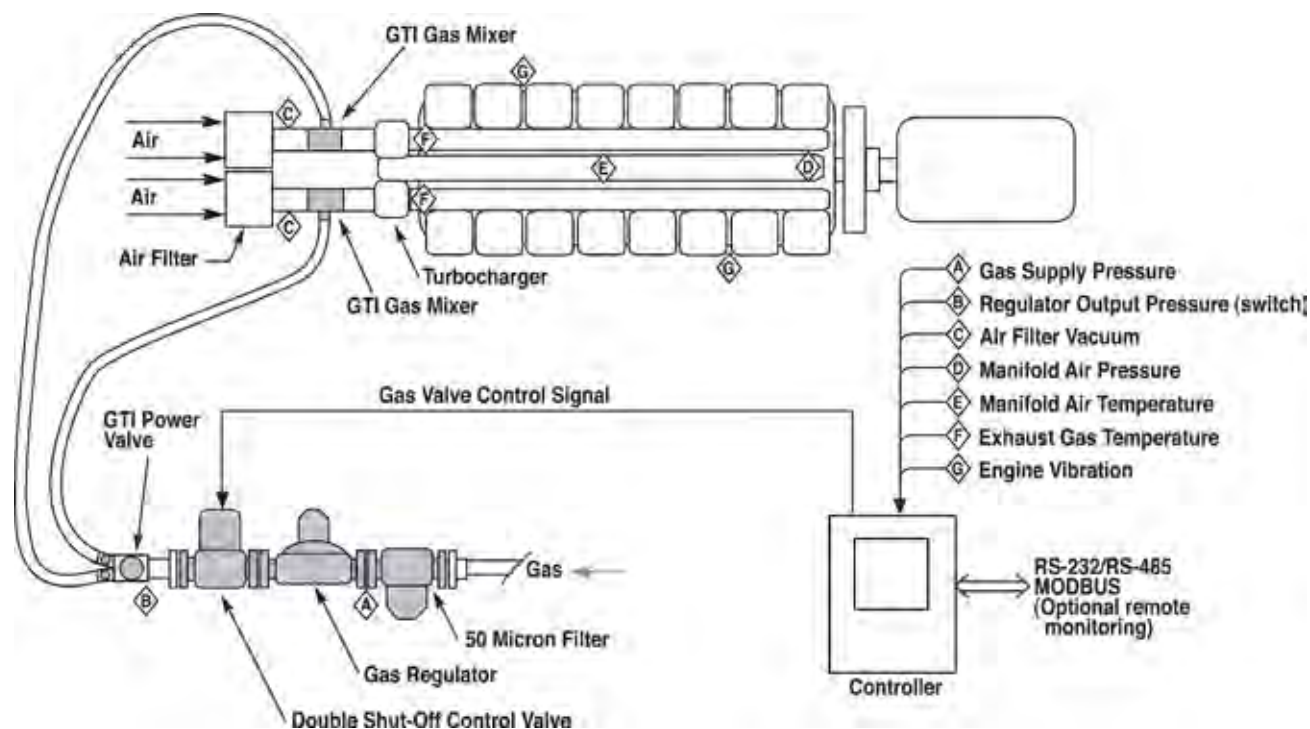 GTI Gas Mixer
G
C
Air
F
E
D
Air
F
C
G
Air Filter
Turbocharger
GTI Gas Mixer
A Gas Supply Pressure
B Regulator Output Pressure (switch)
C Air Filter Vacuum
D Manifold Air Pressure
E Manifold Air Temperature
F Exhaust Gas Temperature
G Engine Vibration
Gas Valve Control Signal
GTI Power
Valve
Gas
B
A
50 Micron Filter
Gas Regulator
Double Shut-Off Control Valve
RS-232/RS-485
MODBUS
(Optional remote
monitoring)
Controller